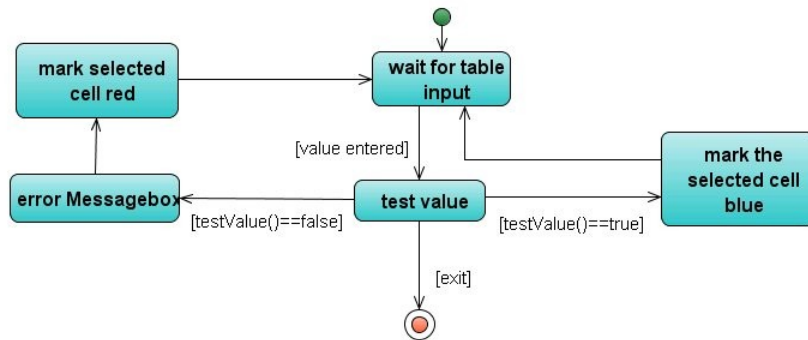 mark selected
cell red
wait for table
input
[value entered]
mark the
selected cell
blue
error Messagebox
test value
[testValue()==false]
[testValue()==true]
[exit]